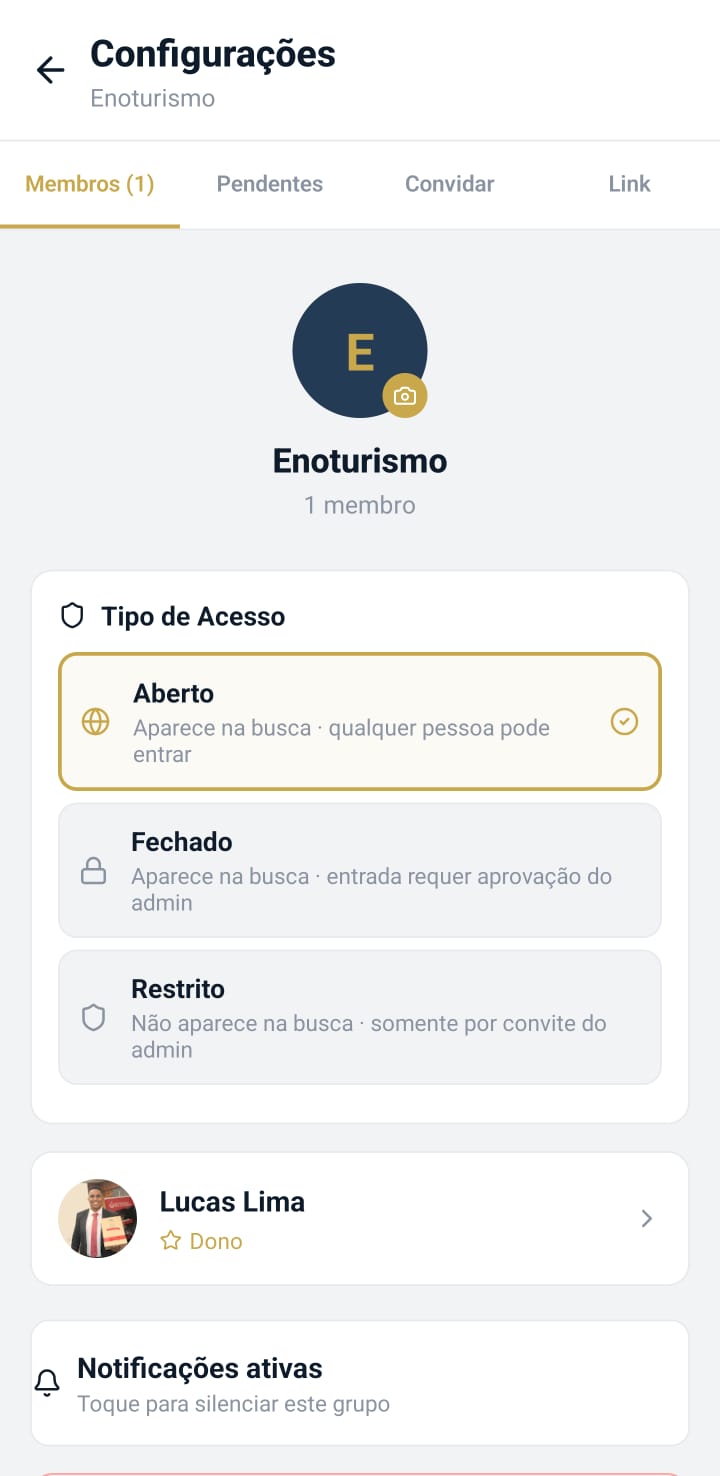 Configurações
Enoturismo
Membros (1)
Pendentes
Convidar
Link
E
Enoturismo
1 membro
Tipo de Acesso
Aberto
Aparece na busca · qualquer pessoa pode
entrar
Fechado
Aparece na busca · entrada requer aprovação do
admin
Restrito
Não aparece na busca · somente por convite do
admin
Lucas Lima
Dono
Notificações ativas
Toque para silenciar este grupo